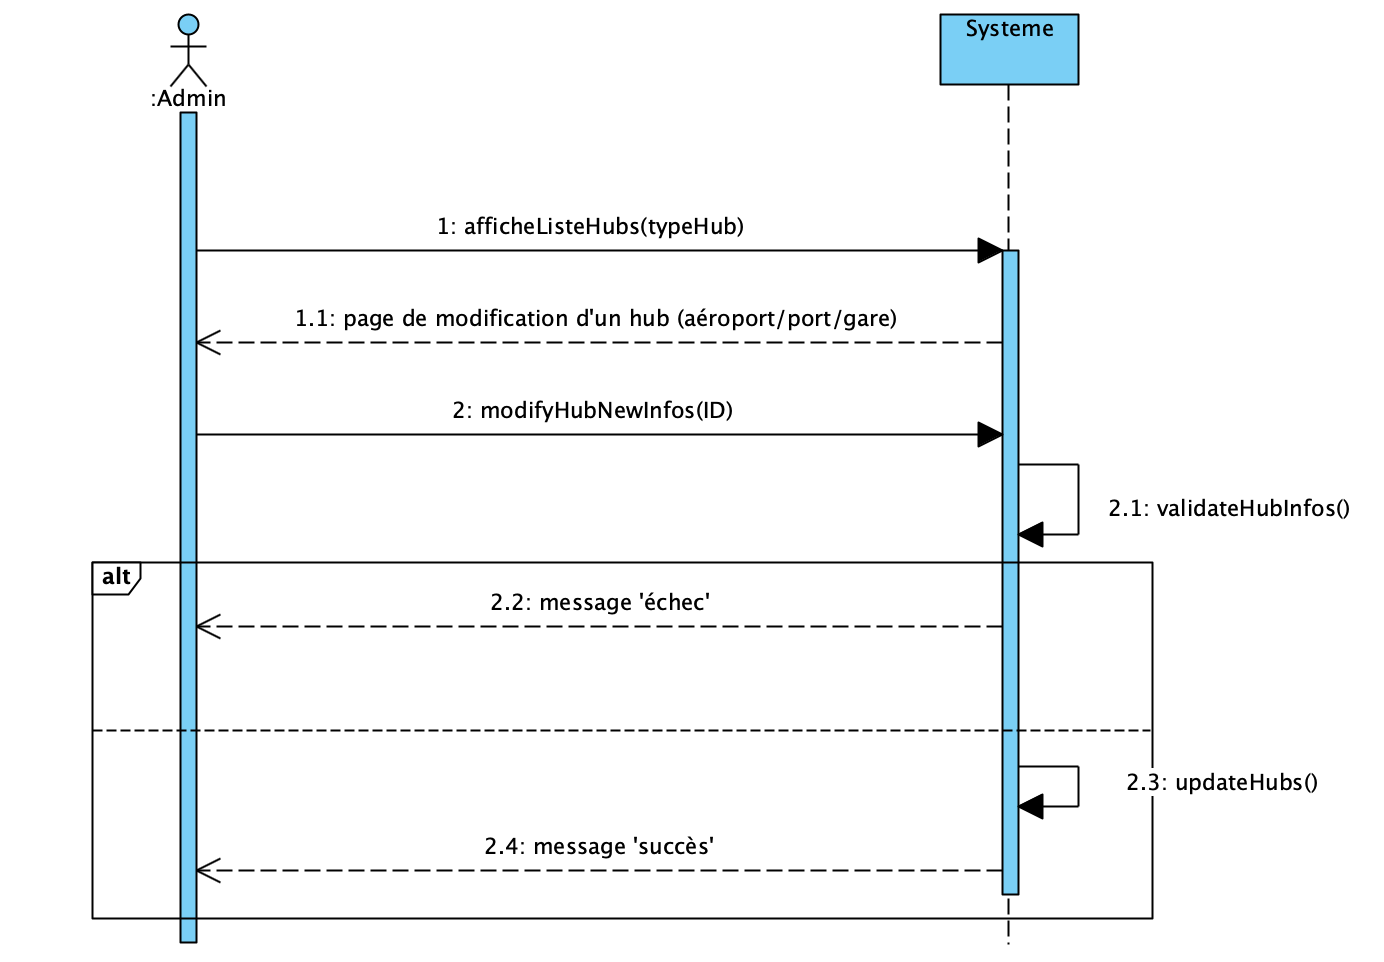 :Admin
Systeme
1: afficheListeHubs(typeHub)
1.1: page de modification d'un hub (aéroport/port/gare)
2: modifyHubNewInfos(ID)
2.1: validateHubInfos()
alt
2.2: message 'échec'
2.3: updateHubs()
2.4: message 'succès'